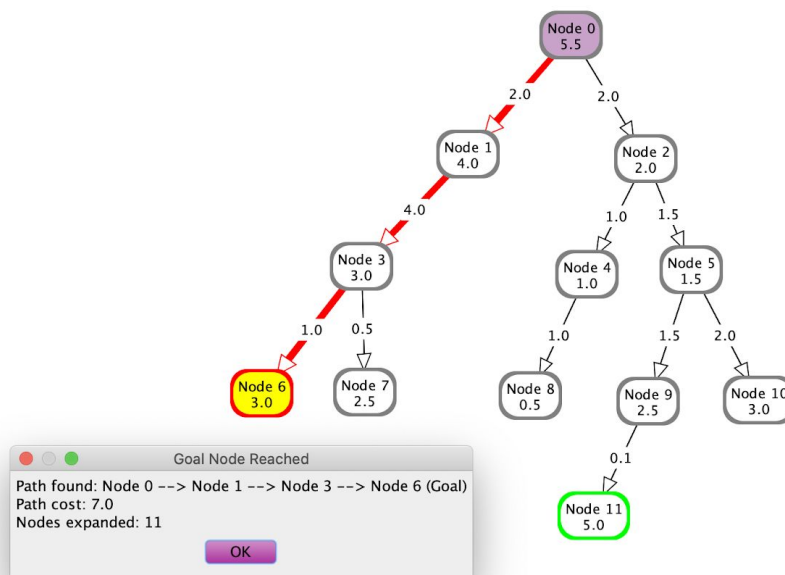 Node 0
5.5
2.0
2.0
Node 1
4.0
Node 2
2.0
4.0
1.0
1.5
Node 3
3.0
Node 4
1.0
Node 5
1.5
1.0
0.5
1.0
1.5
2.0
Node 6
3.0
Node 7
2.5
Node 8
0.5
Node 9
2.5
Node 10
3.0
0.1
Node 11
5.0
Goal Node Reached
Path found: Node 0 --> Node 1 --> Node 3 --> Node 6 (Goal)
Path cost: 7.0
Nodes expanded: 11
OK